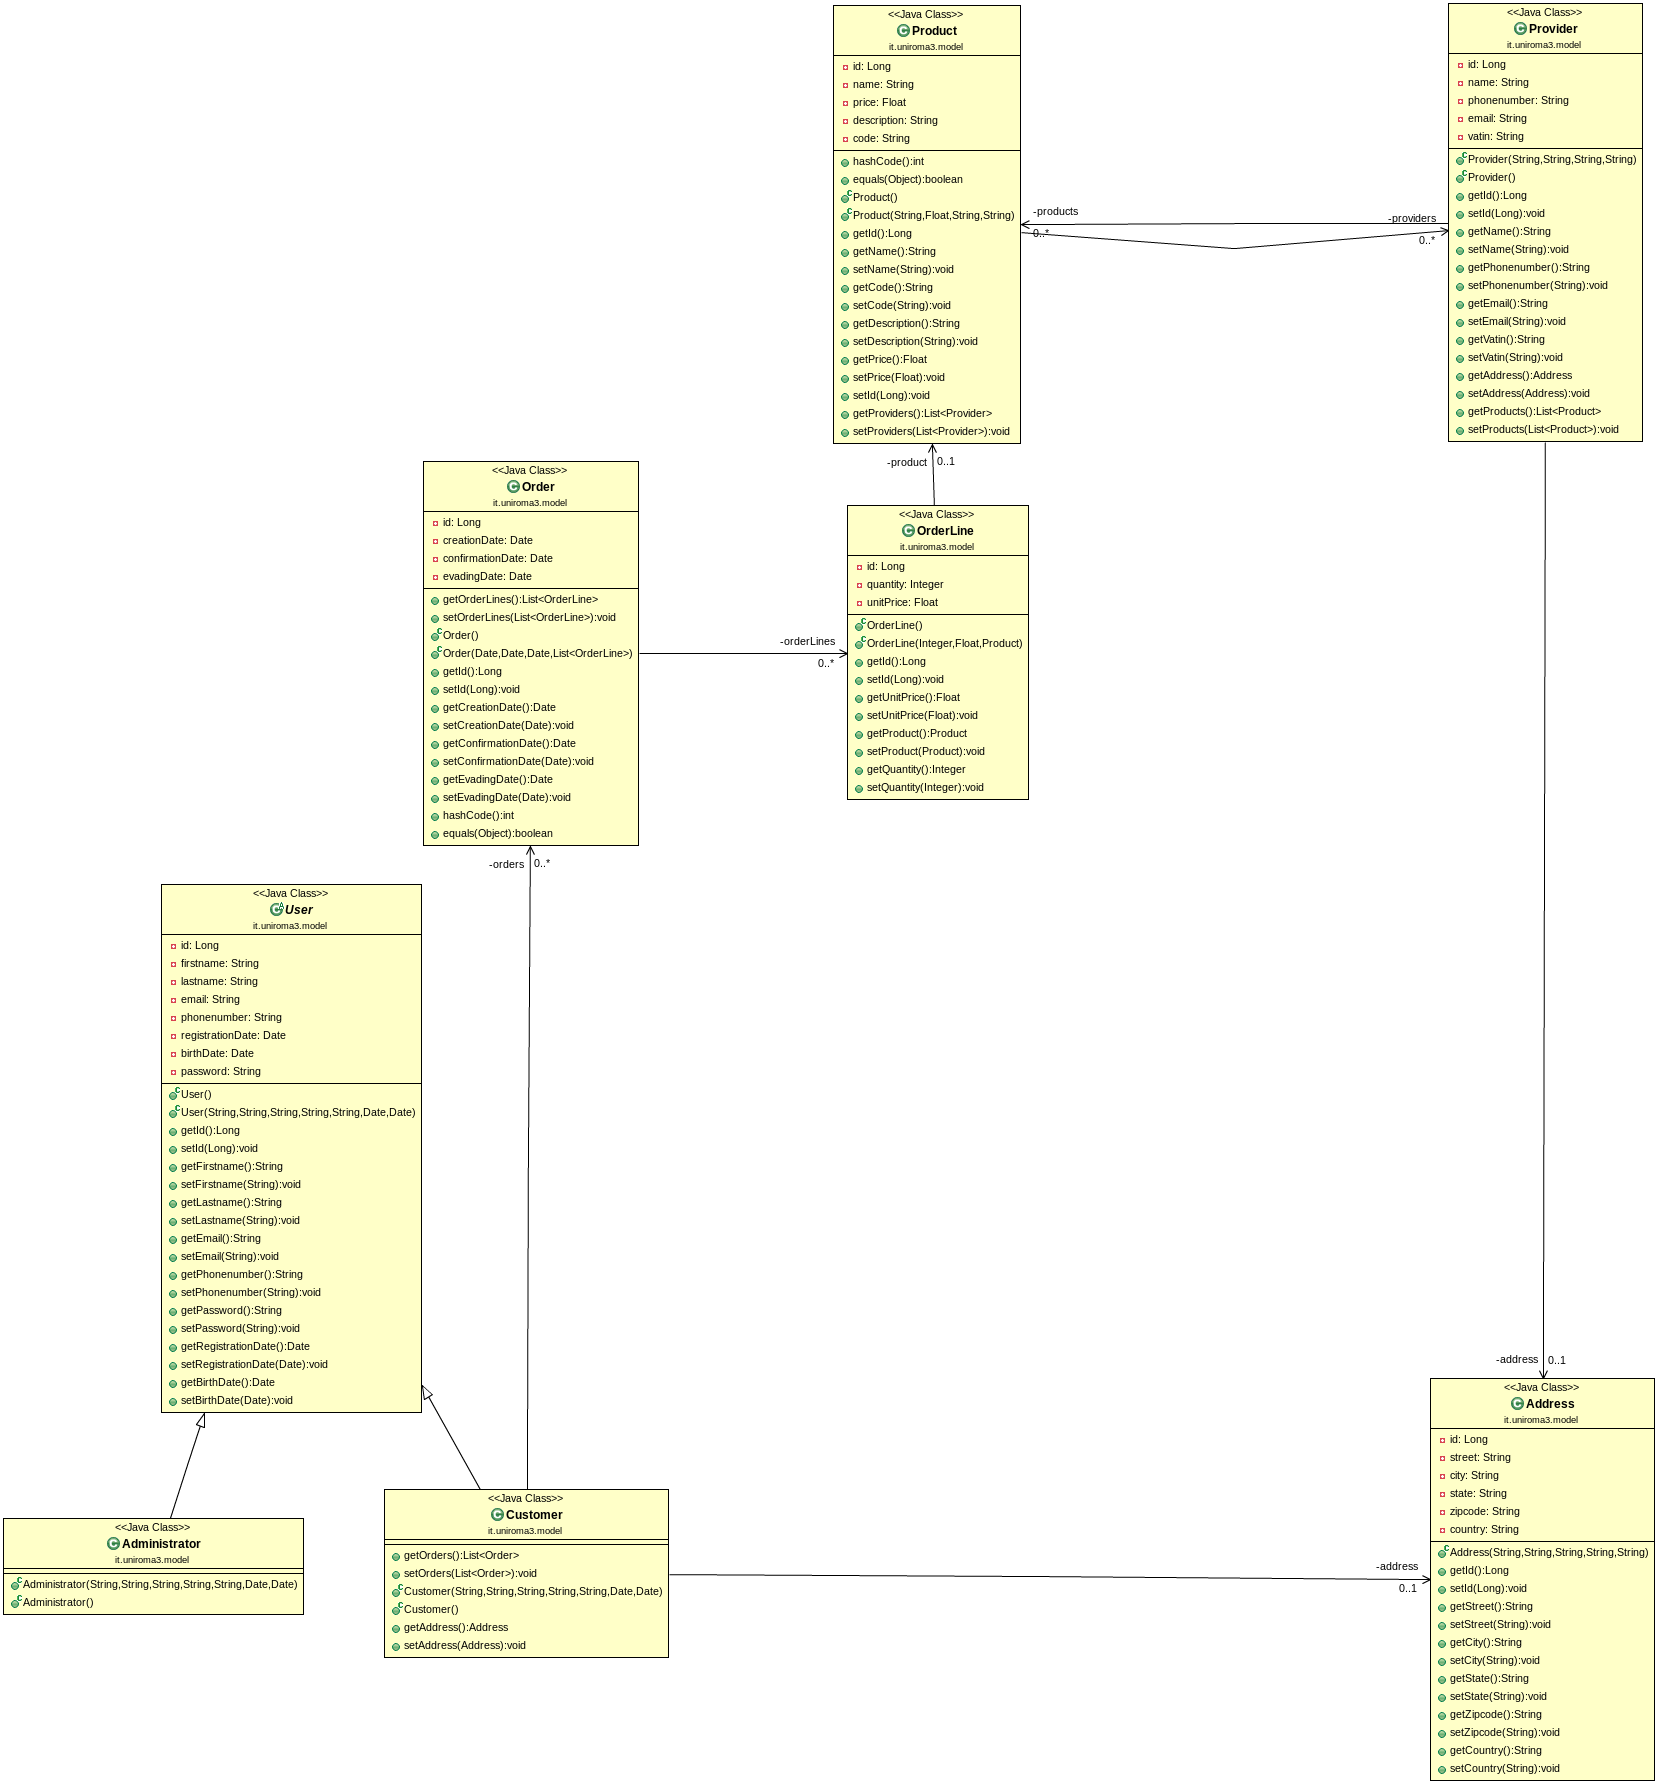 <<Java Class>>
Product
it.uniroma3.model
id: Long
name: String
price: Float
description: String
code: String
hashCode():int
equals(Object):boolean
Product()
Product(String,Float,String,String)
getId():Long
getName():String
setName(String):void
getCode():String
setCode(String):void
getDescription():String
setDescription(String):void
getPrice():Float
setPrice(Float):void
setId(Long):void
getProviders():List<Provider>
setProviders(List<Provider>):void
<<Java Class>>
Provider
it.uniroma3.model
id: Long
name: String
phonenumber: String
email: String
vatin: String
Provider(String,String,String,String)
Provider()
getId():Long
setId(Long):void
getName():String
setName(String):void
getPhonenumber():String
setPhonenumber(String):void
getEmail():String
setEmail(String):void
getVatin():String
setVatin(String):void
getAddress():Address
setAddress(Address):void
getProducts():List<Product>
setProducts(List<Product>):void
-products
0..*
-providers
0..*
-product
0..1
<<Java Class>>
Order
it.uniroma3.model
id: Long
creationDate: Date
confirmationDate: Date
evadingDate: Date
getOrderLines():List<OrderLine>
setOrderLines(List<OrderLine>):void
Order()
Order(Date,Date,Date,List<OrderLine>)
getId():Long
setId(Long):void
getCreationDate():Date
setCreationDate(Date):void
getConfirmationDate():Date
setConfirmationDate(Date):void
getEvadingDate():Date
setEvadingDate(Date):void
hashCode():int
equals(Object):boolean
-orderLines
0..*
<<Java Class>>
OrderLine
it.uniroma3.model
id: Long
quantity: Integer
unitPrice: Float
OrderLine()
OrderLine(Integer,Float,Product)
getId():Long
setId(Long):void
getUnitPrice():Float
setUnitPrice(Float):void
getProduct():Product
setProduct(Product):void
getQuantity():Integer
setQuantity(Integer):void
-orders
0..*
<<Java Class>>
User
it.uniroma3.model
id: Long
firstname: String
lastname: String
email: String
phonenumber: String
registrationDate: Date
birthDate: Date
password: String
User()
User(String,String,String,String,String,Date,Date)
getId():Long
setId(Long):void
getFirstname():String
setFirstname(String):void
getLastname():String
setLastname(String):void
getEmail():String
setEmail(String):void
getPhonenumber():String
setPhonenumber(String):void
getPassword():String
setPassword(String):void
getRegistrationDate():Date
setRegistrationDate(Date):void
getBirthDate():Date
setBirthDate(Date):void
<<Java Class>>
Administrator
it.uniroma3.model
Administrator(String,String,String,String,String,Date,Date)
Administrator()
<<Java Class>>
Customer
it.uniroma3.model
getOrders():List<Order>
setOrders(List<Order>):void
Customer(String,String,String,String,String,Date,Date)
Customer()
getAddress():Address
setAddress(Address):void
-address
0..1
-address
0..1
<<Java Class>>
Address
it.uniroma3.model
id: Long
street: String
city: String
state: String
zipcode: String
country: String
Address(String,String,String,String,String)
getId():Long
setId(Long):void
getStreet():String
setStreet(String):void
getCity():String
setCity(String):void
getState():String
setState(String):void
getZipcode():String
setZipcode(String):void
getCountry():String
setCountry(String):void